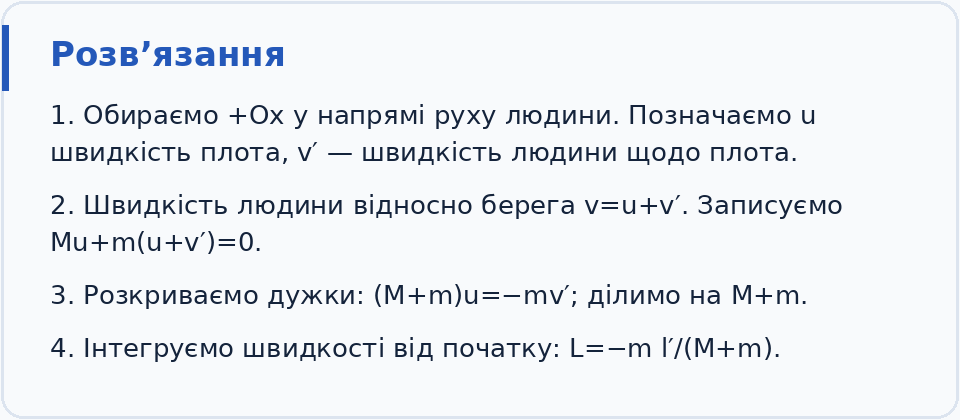 Розв’язання
1. Обираємо +Ox у напрямі руху людини. Позначаємо u
швидкість плота, v′ — швидкість людини щодо плота.
2. Швидкість людини відносно берега v=u+v′. Записуємо
Mu+m(u+v′)=0.
3. Розкриваємо дужки: (M+m)u=−mv′; ділимо на M+m.
4. Інтегруємо швидкості від початку: L=−m l′/(M+m).